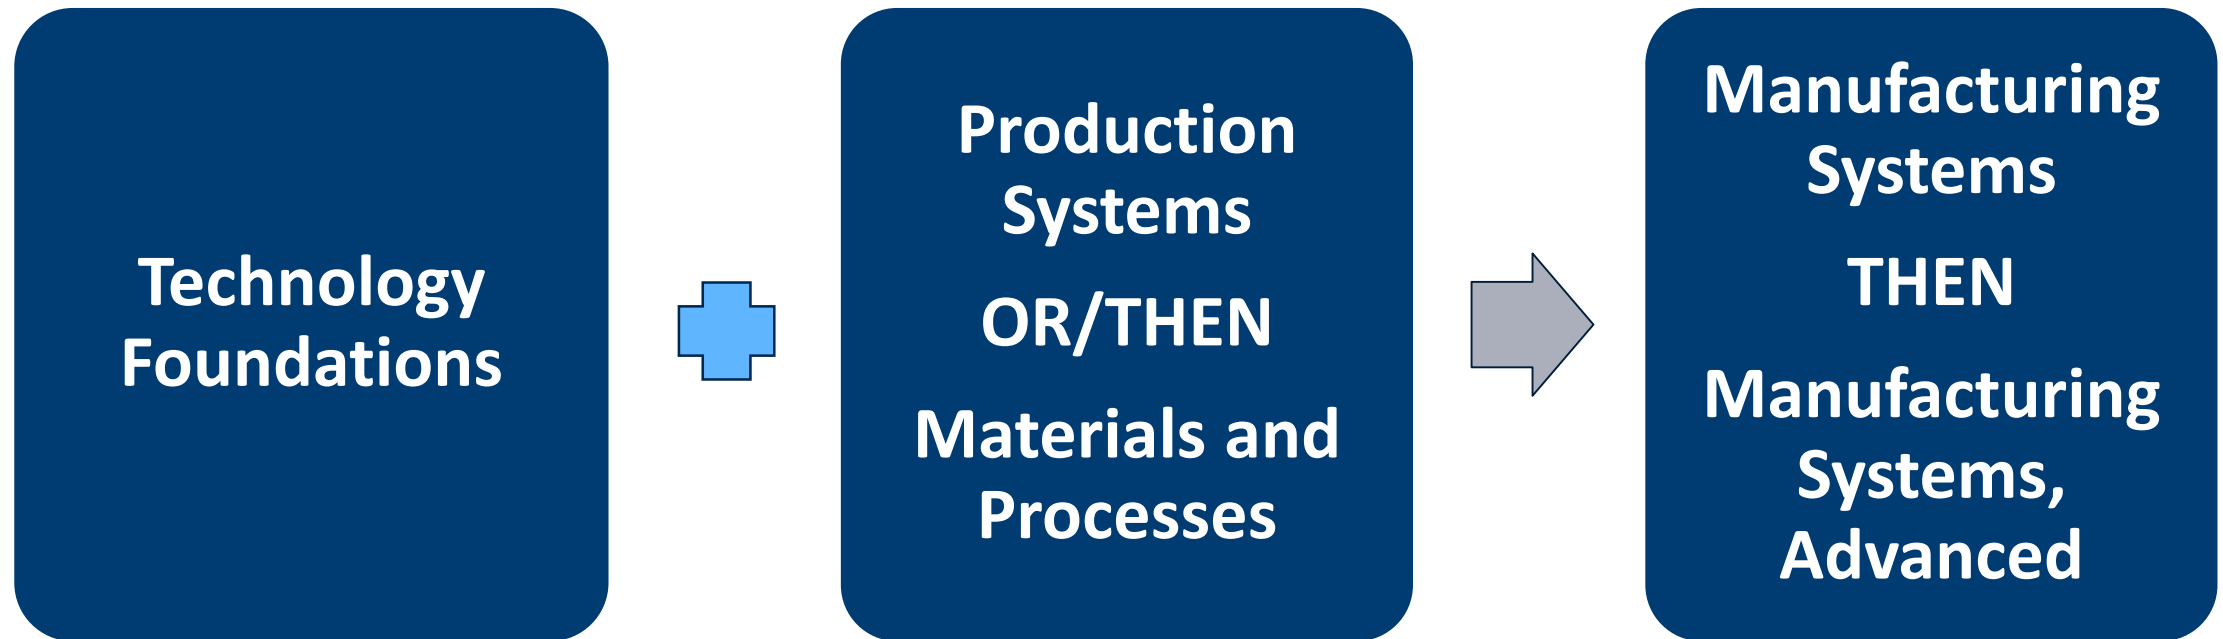 Technology
Foundations
Production
Systems
OR/THEN
Materials and
Processes
Manufacturing
Systems
THEN
Manufacturing
Systems,
Advanced